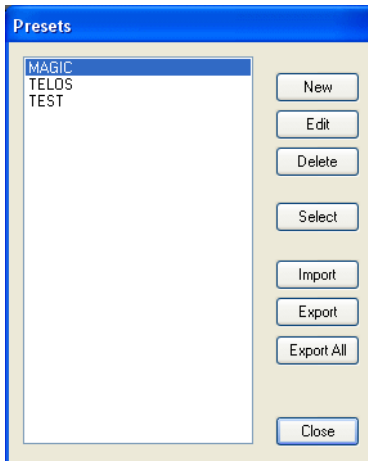 Presets
MAGIC
TELOS
TEST
New
Edit
Delete
Select
Import
Export
Export All
Close